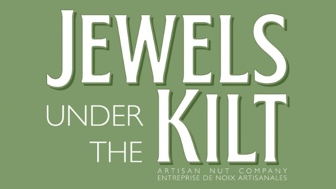 JEWELS
UNDER
THE KILT
ARTISAN NUT COMPANY
ENTREPRISE DE NOIX ARTISANALES